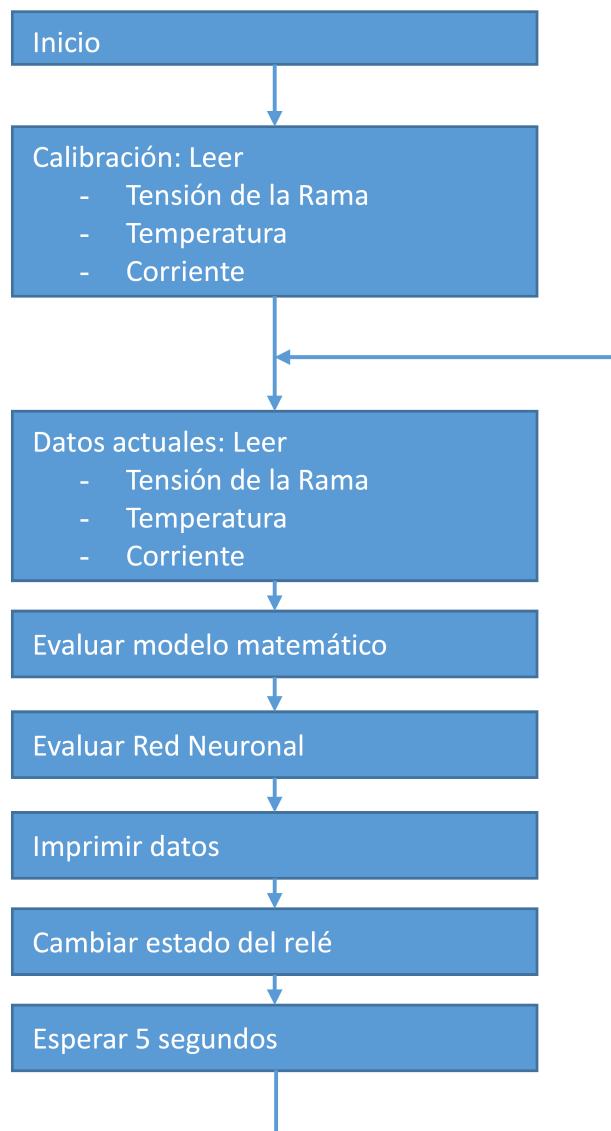 Inicio
Calibración: Leer
- Tensión de la Rama
- Temperatura
- Corriente
Datos actuales: Leer
- Tensión de la Rama
- Temperatura
- Corriente
Evaluar modelo matemático
Evaluar Red Neuronal
Imprimir datos
Cambiar estado del relé
Esperar 5 segundos